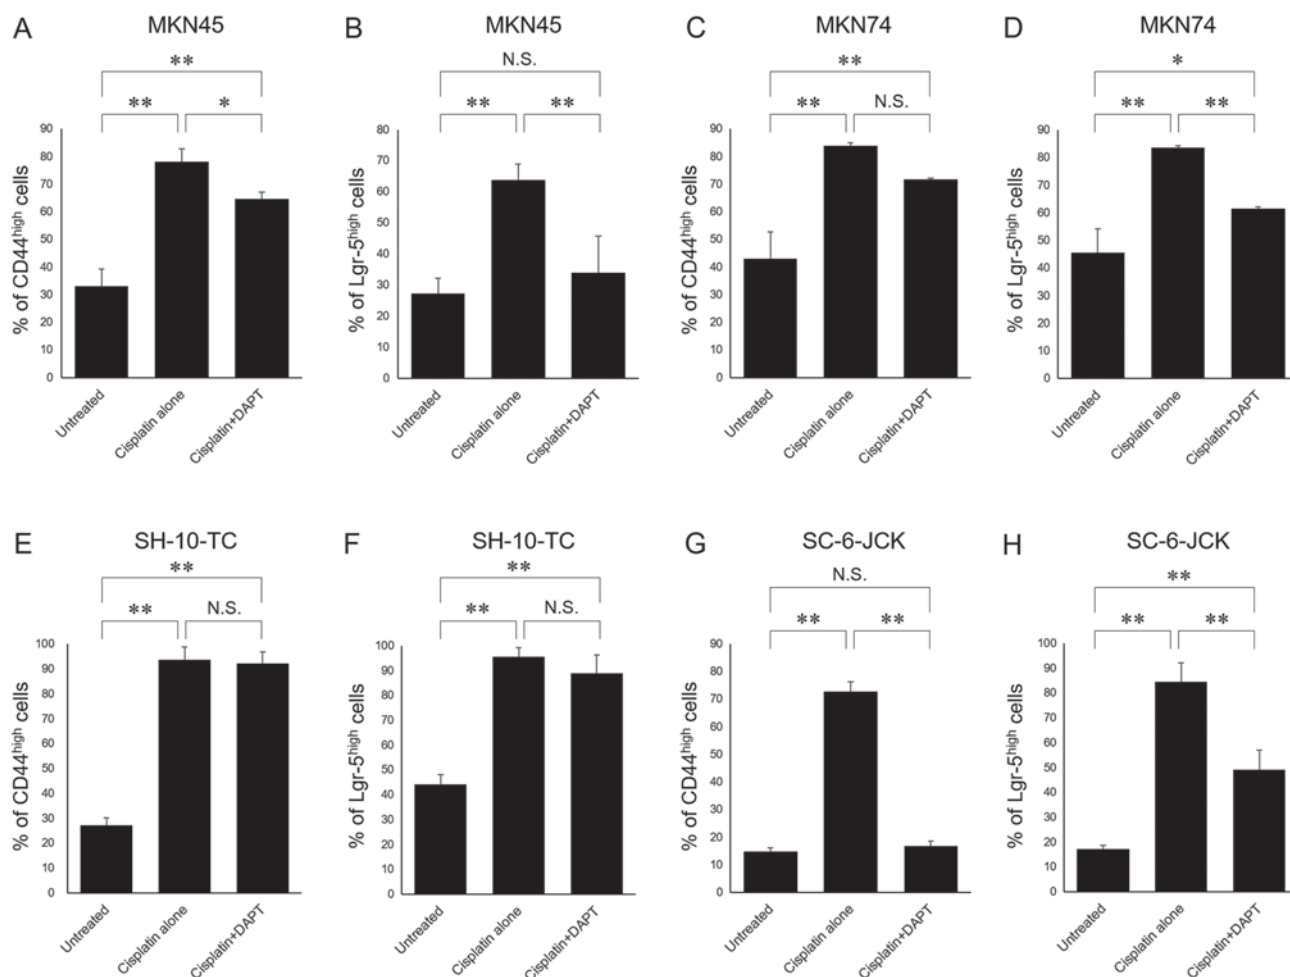 A MKN45
**
** *
% of CD44high cells
90
80
70
60
50
40
30
20
10
0
Untreated
Cisplatin alone
Cisplatin+DAPT
B MKN45
N.S.
** **
% of Lgr-5high cells
80
70
60
50
40
30
20
10
0
Untreated
Cisplatin alone
Cisplatin+DAPT
C MKN74
**
** N.S.
% of CD44high cells
90
80
70
60
50
40
30
20
10
0
Untreated
Cisplatin alone
Cisplatin+DAPT
D MKN74
*
** **
% of Lgr-5high cells
90
80
70
60
50
40
30
20
10
0
Untreated
Cisplatin alone
Cisplatin+DAPT
E SH-10-TC
**
** N.S.
% of CD44high cells
100
90
80
70
60
50
40
30
20
10
0
Untreated
Cisplatin alone
Cisplatin+DAPT
F SH-10-TC
**
** N.S.
% of Lgr-5high cells
100
90
80
70
60
50
40
30
20
10
0
Untreated
Cisplatin alone
Cisplatin+DAPT
G SC-6-JCK
N.S.
** **
% of CD44high cells
90
80
70
60
50
40
30
20
10
0
Untreated
Cisplatin alone
Cisplatin+DAPT
H SC-6-JCK
**
** **
% of Lgr-5high cells
100
90
80
70
60
50
40
30
20
10
0
Untreated
Cisplatin alone
Cisplatin+DAPT